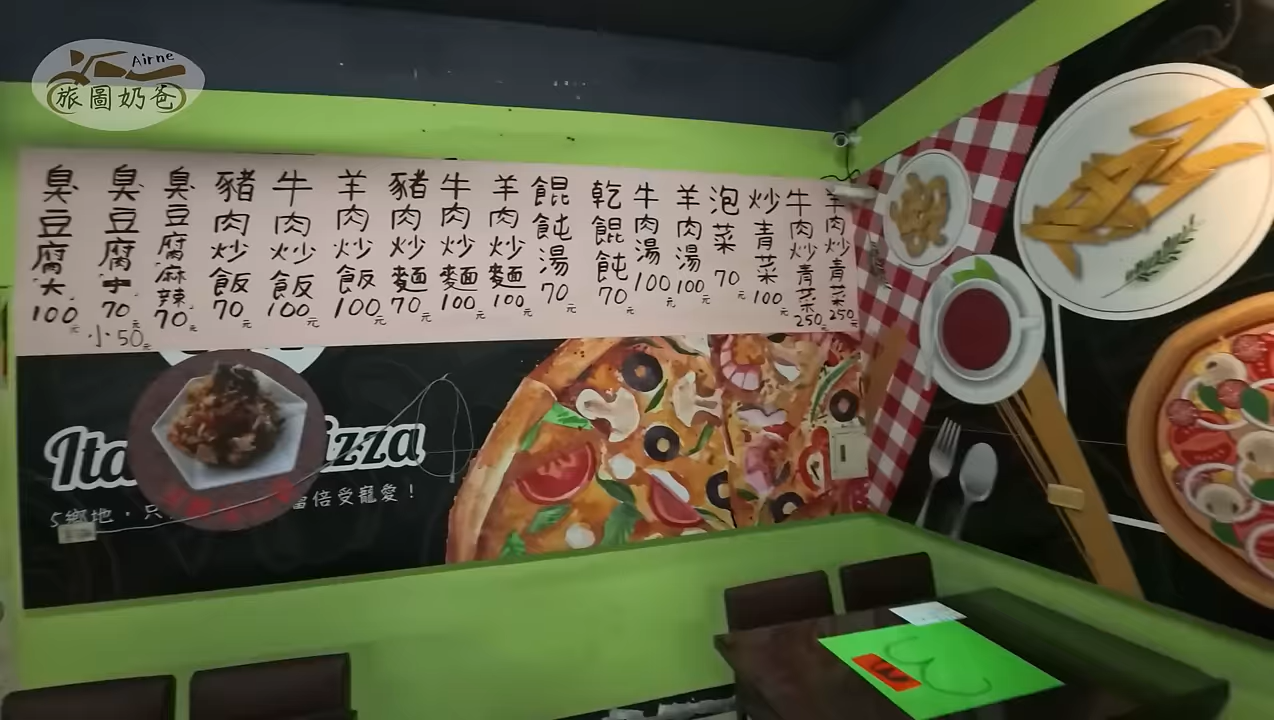 Airne
旅圖奶爸
臭豆腐大100元
臭豆腐中70元
小50元
臭豆腐麻辣70元
豬肉炒飯70元
牛肉炒飯100元
羊肉炒飯100元
豬肉炒麵70元
牛肉炒麵100元
羊肉炒麵100元
餛飩湯70元
乾餛飩70元
牛肉湯100元
羊肉湯100元
泡菜70元
炒青菜100元
牛肉炒青菜250元
羊肉炒青菜250元
Ita
izza
鄉地，只
倍受寵愛！
3